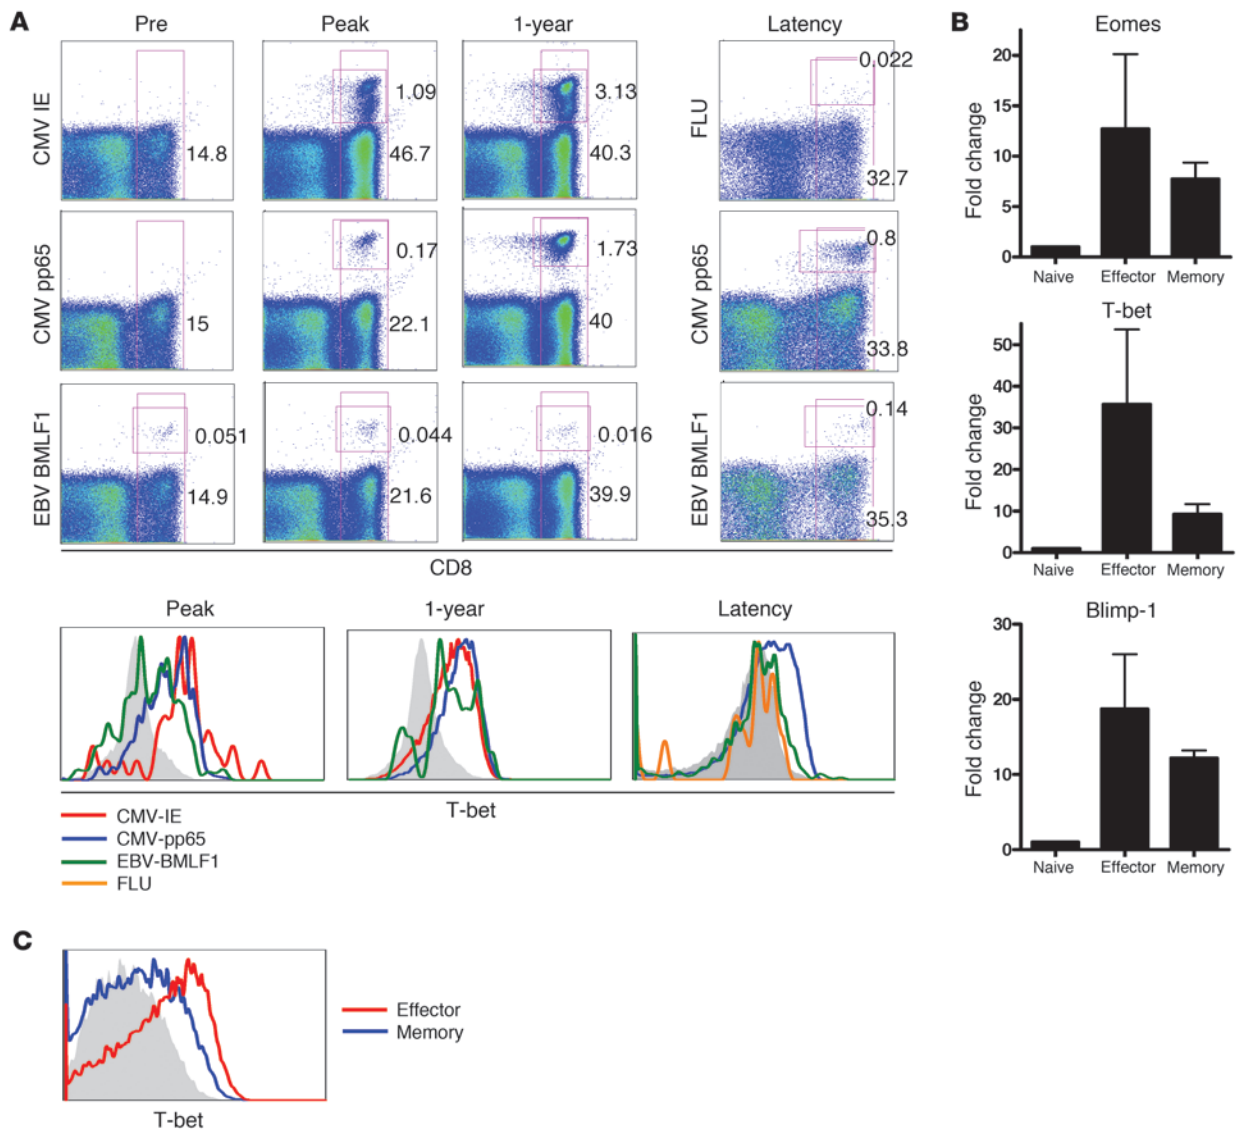 A
Pre
Peak
1-year
Latency
CMV IE
14.8
1.09
46.7
3.13
40.3
FLU
0.022
32.7
CMV pp65
15
0.17
22.1
1.73
40
CMV pp65
0.8
33.8
EBV BMLF1
0.051
14.9
0.044
21.6
0.016
39.9
EBV BMLF1
0.14
35.3
CD8
Peak
1-year
Latency
T-bet
CMV-IE
CMV-pp65
EBV-BMLF1
FLU
B
Eomes
Fold change
20
15
10
5
0
Naive
Effector
Memory
T-bet
Fold change
50
40
30
20
10
0
Naive
Effector
Memory
Blimp-1
Fold change
30
20
10
0
Naive
Effector
Memory
C
Effector
Memory
T-bet